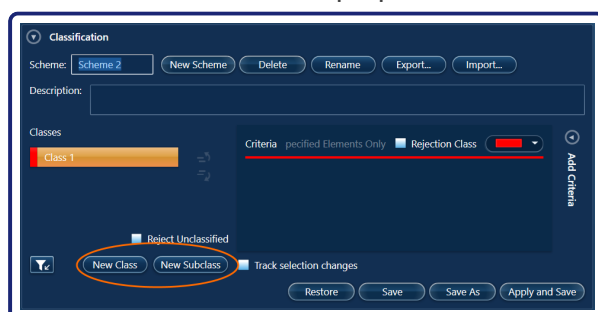 Classification
Scheme: Scheme 2 New Scheme Delete Rename Export... Import...
Description:
Classes
Criteria pecified Elements Only Rejection Class
Class 1
Add Criteria
Reject Unclassified
New Class New Subclass Track selection changes
Restore Save Save As Apply and Save